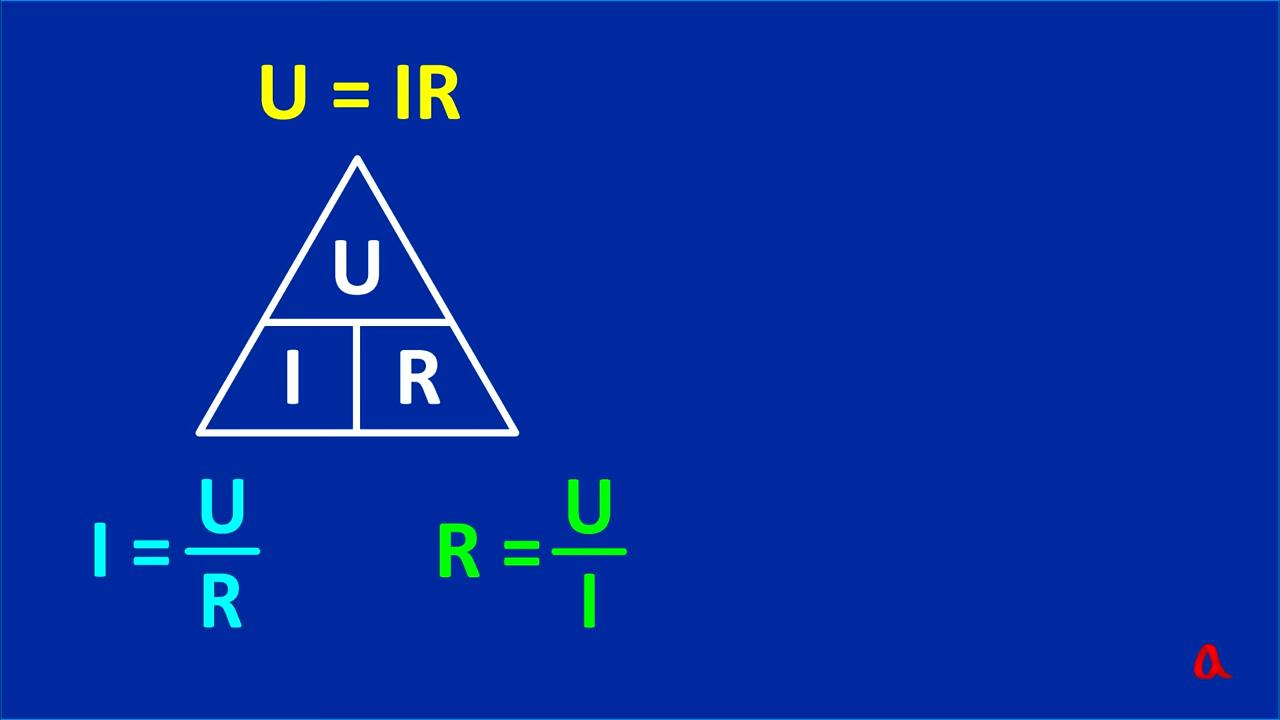 U = IR
U
I R
I = U/R
R = U/I
a